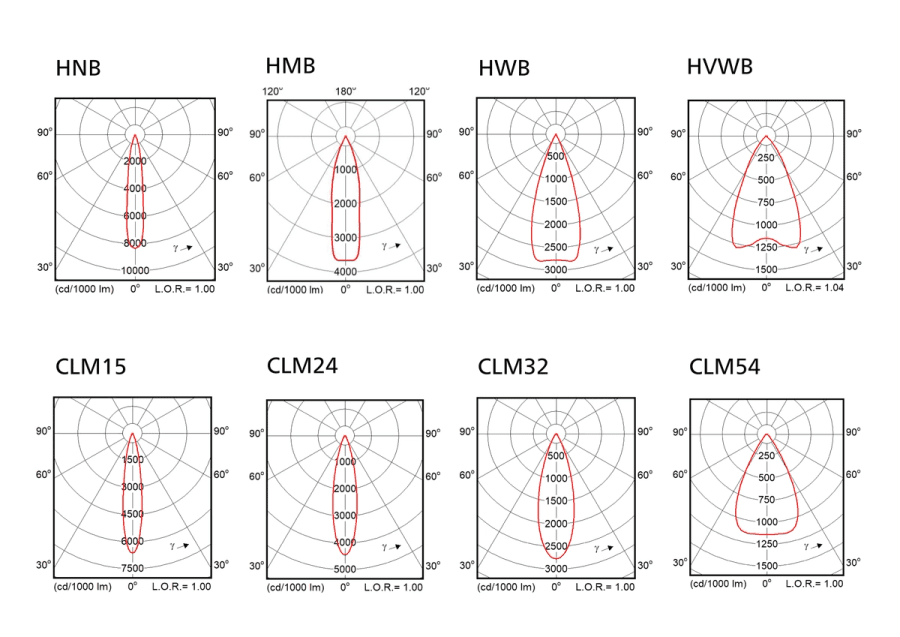 HNB HMB HWB HVWB
120° 180° 120°
90° 90° 90° 90° 90° 90° 90° 90°
2000 1000 500 250
60° 60° 60° 60° 60° 60° 60° 60°
4000 2000 1000 500
6000 3000 1500 750
8000 2000 1000
γ γ 2500 γ 1250 γ
30° 30° 30° 30° 30° 30° 30° 30°
10000 4000 3000 1500
(cd/1000 lm) 0° L.O.R.= 1.00 (cd/1000 lm) 0° L.O.R.= 1.00 (cd/1000 lm) 0° L.O.R.= 1.00 (cd/1000 lm) 0° L.O.R.= 1.04
CLM15 CLM24 CLM32 CLM54
90° 90° 90° 90° 90° 90° 90° 90°
1500 1000 500 250
60° 60° 60° 60° 60° 60° 60° 60°
3000 2000 1000 500
4500 3000 1500 750
6000 4000 2000 1000
γ γ 2500 γ 1250 γ
30° 30° 30° 30° 30° 30° 30° 30°
7500 5000 3000 1500
(cd/1000 lm) 0° L.O.R.= 1.00 (cd/1000 lm) 0° L.O.R.= 1.00 (cd/1000 lm) 0° L.O.R.= 1.00 (cd/1000 lm) 0° L.O.R.= 1.00